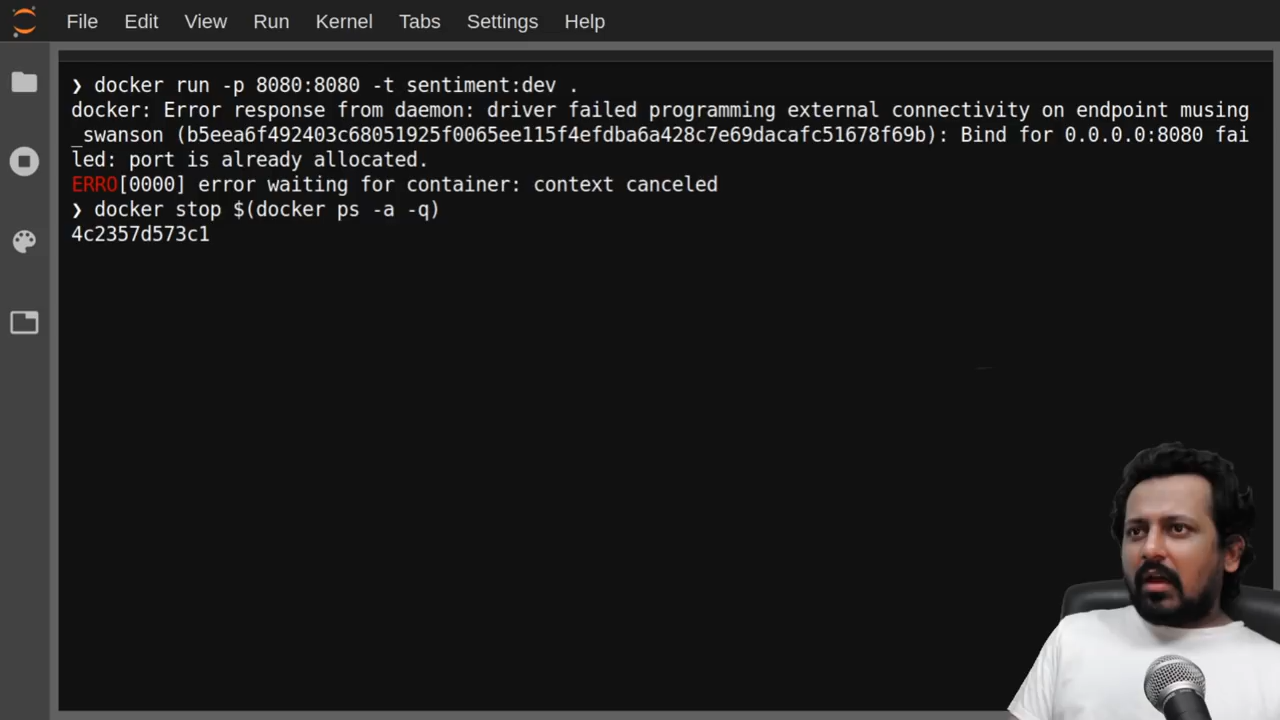 File Edit View Run Kernel Tabs Settings Help
❯ docker run -p 8080:8080 -t sentiment:dev .
docker: Error response from daemon: driver failed programming external connectivity on endpoint musing
_swanson (b5eea6f492403c68051925f0065ee115f4efdba6a428c7e69dacafc51678f69b): Bind for 0.0.0.0:8080 fai
led: port is already allocated.
ERRO[0000] error waiting for container: context canceled
❯ docker stop $(docker ps -a -q)
4c2357d573c1